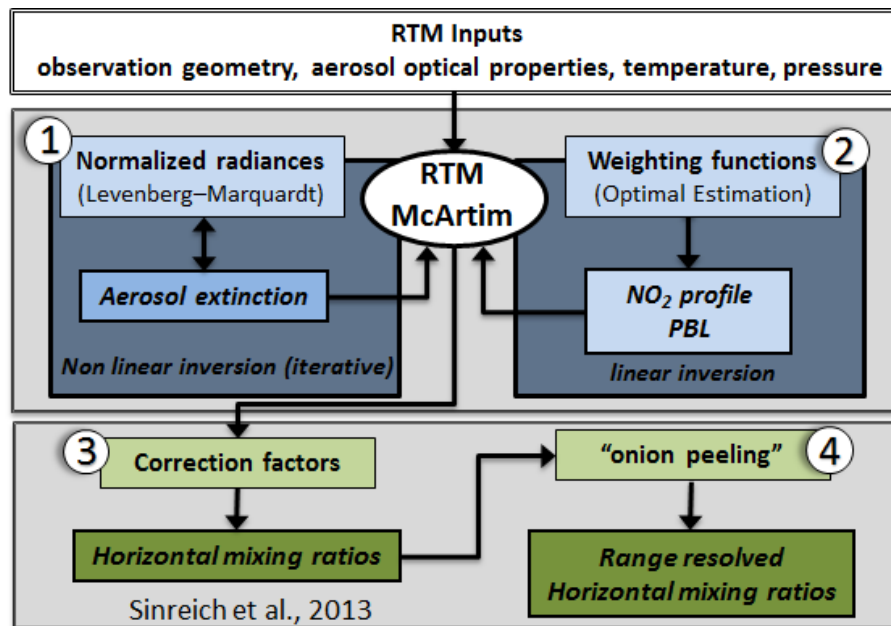 RTM Inputs
observation geometry, aerosol optical properties, temperature, pressure
1
Normalized radiances
(Levenberg–Marquardt)
Aerosol extinction
Non linear inversion (iterative)
RTM
McArtim
2
Weighting functions
(Optimal Estimation)
NO₂ profile
PBL
linear inversion
3
Correction factors
Horizontal mixing ratios
Sinreich et al., 2013
4
“onion peeling”
Range resolved
Horizontal mixing ratios